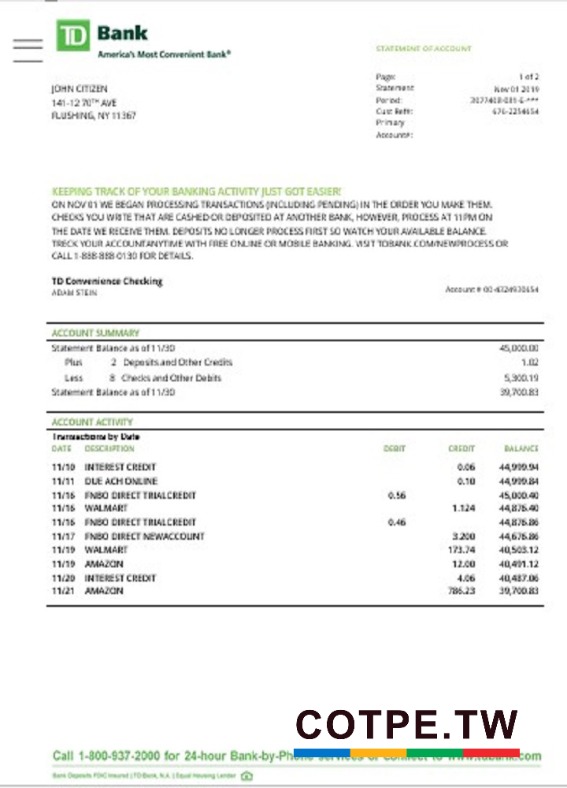 TD Bank
America's Most Convenient Bank®
STATEMENT OF ACCOUNT
JOHN CITIZEN
141-12 70TH AVE
FLUSHING, NY 11367
Page: 1 of 2
Statement Nov 01 2019
Period:
Cust Ref#:
Primary
Account#:
KEEPING TRACK OF YOUR BANKING ACTIVITY JUST GOT EASIER!
ON NOV 01 WE BEGAN PROCESSING TRANSACTIONS (INCLUDING PENDING) IN THE ORDER YOU MAKE THEM.
CHECKS YOU WRITE THAT ARE CASHED OR DEPOSITED AT ANOTHER BANK, HOWEVER, PROCESS AT 11PM ON
THE DATE WE RECEIVE THEM. DEPOSITS NO LONGER PROCESS FIRST SO WATCH YOUR AVAILABLE BALANCE.
TRECK YOUR ACCOUNTANYTIME WITH FREE ONLINE OR MOBILE BANKING. VISIT TDBANK.COM/NEWPROCESS OR
CALL 1-888-888-0130 FOR DETAILS.
TD Convenience Checking
ADAM STEIN
Account #
ACCOUNT SUMMARY
Statement Balance as of 11/30 45,000.00
Plus 2 Deposits and Other Credits 1.02
Less 8 Checks and Other Debits 5,300.19
Statement Balance as of 11/30 39,700.83
ACCOUNT ACTIVITY
Transactions by Date
DATE DESCRIPTION DEBIT CREDIT BALANCE
11/10 INTEREST CREDIT 0.06 44,999.94
11/11 DUE ACH ONLINE 0.10 44,999.84
11/16 FNBO DIRECT TRIALCREDIT 0.56 45,000.40
11/16 WALMART 1.124 44,876.40
11/16 FNBO DIRECT TRIALCREDIT 0.46 44,876.86
11/17 FNBO DIRECT NEWACCOUNT 3.200 44,676.86
11/19 WALMART 173.74 40,503.12
11/19 AMAZON 12.00 40,491.12
11/20 INTEREST CREDIT 4.06 40,487.06
11/21 AMAZON 786.23 39,700.83
COTPE.TW
Call 1-800-937-2000 for 24-hour Bank-by-Phone services or connect to www.tdbank.com
Bank Deposits FDIC Insured | TD Bank, N.A. | Equal Housing Lender